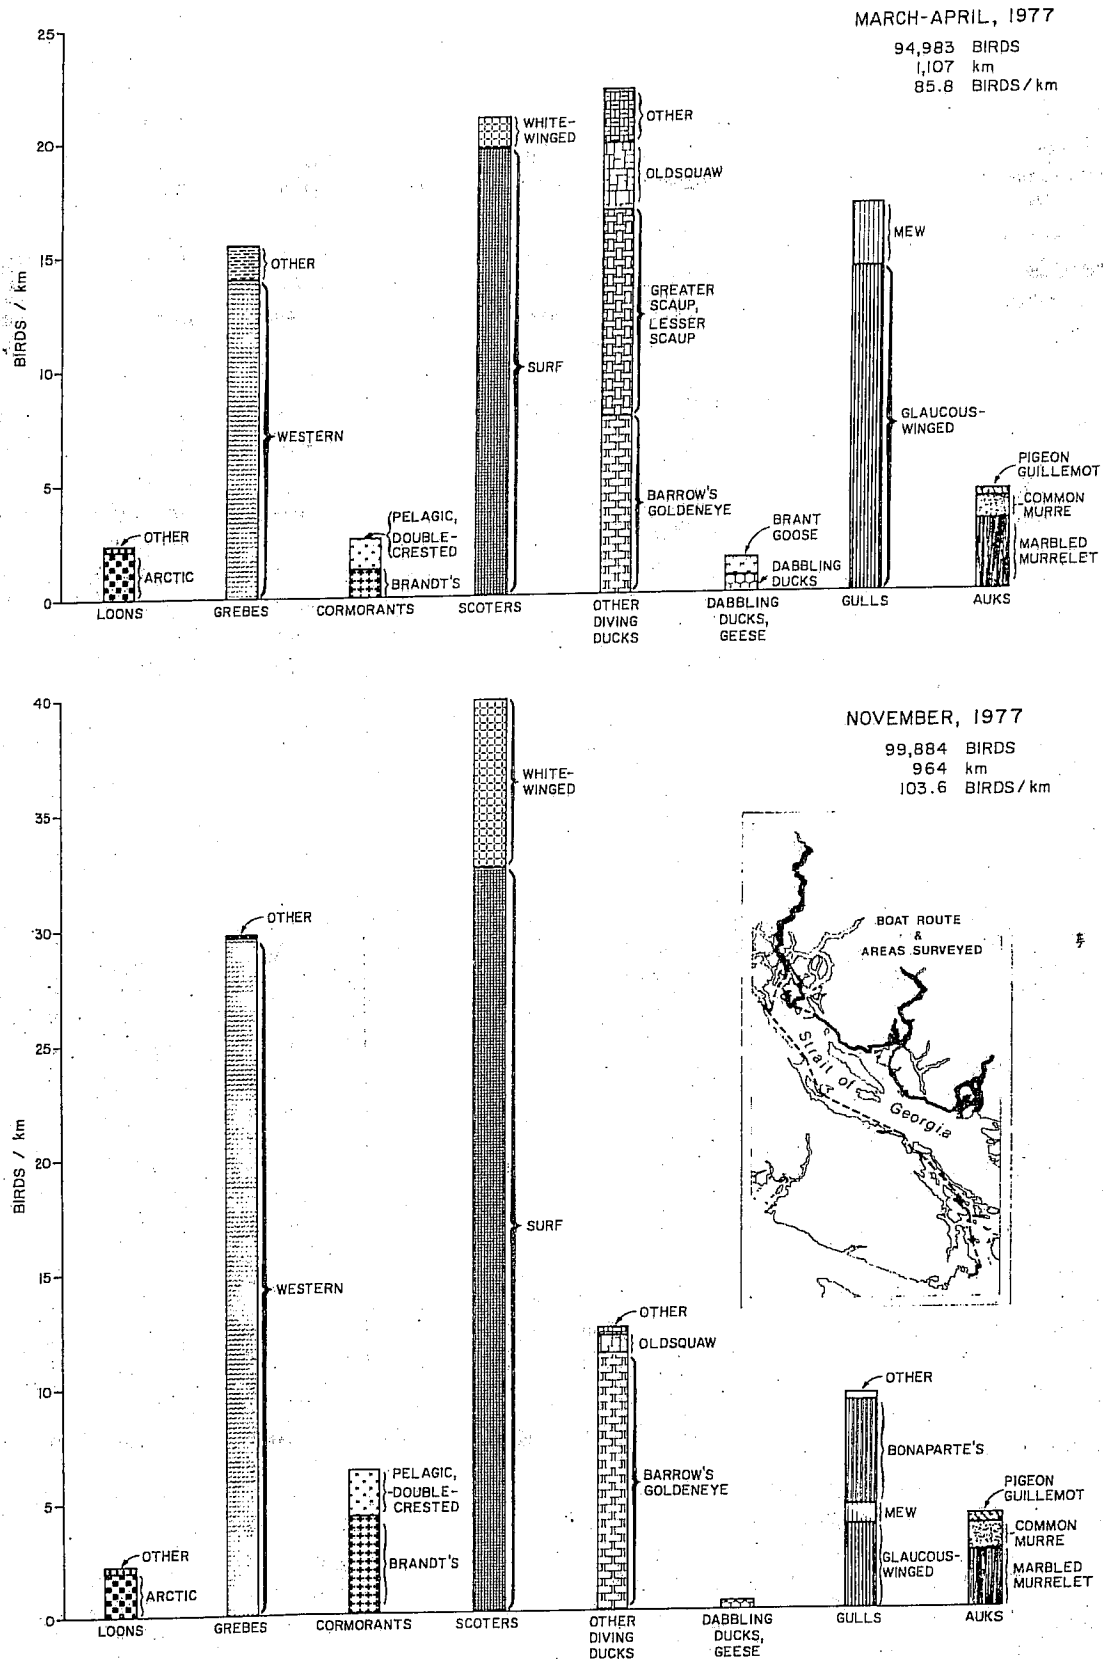 MARCH-APRIL, 1977
94,983 BIRDS
1,107 km
85.8 BIRDS/km
25
20
15
10
5
0
BIRDS / km
OTHER
ARCTIC
LOONS
OTHER
WESTERN
GREBES
PELAGIC,
DOUBLE-
CRESTED
BRANDT'S
CORMORANTS
WHITE-
WINGED
SURF
SCOTERS
OTHER
OLDSQUAW
GREATER
SCAUP,
LESSER
SCAUP
BARROW'S
GOLDENEYE
OTHER
DIVING
DUCKS
BRANT
GOOSE
DABBLING
DUCKS
DABBLING
DUCKS,
GEESE
MEW
GLAUCOUS-
WINGED
GULLS
PIGEON
GUILLEMOT
COMMON
MURRE
MARBLED
MURRELET
AUKS
NOVEMBER, 1977
99,884 BIRDS
964 km
103.6 BIRDS/km
BOAT ROUTE
&
AREAS SURVEYED
Strait of Georgia
40
35
30
25
20
15
10
5
0
BIRDS / km
OTHER
ARCTIC
LOONS
OTHER
WESTERN
GREBES
PELAGIC,
DOUBLE-
CRESTED
BRANDT'S
CORMORANTS
WHITE-
WINGED
SURF
SCOTERS
OTHER
OLDSQUAW
BARROW'S
GOLDENEYE
OTHER
DIVING
DUCKS
DABBLING
DUCKS,
GEESE
OTHER
BONAPARTE'S
MEW
GLAUCOUS-
WINGED
GULLS
PIGEON
GUILLEMOT
COMMON
MURRE
MARBLED
MURRELET
AUKS